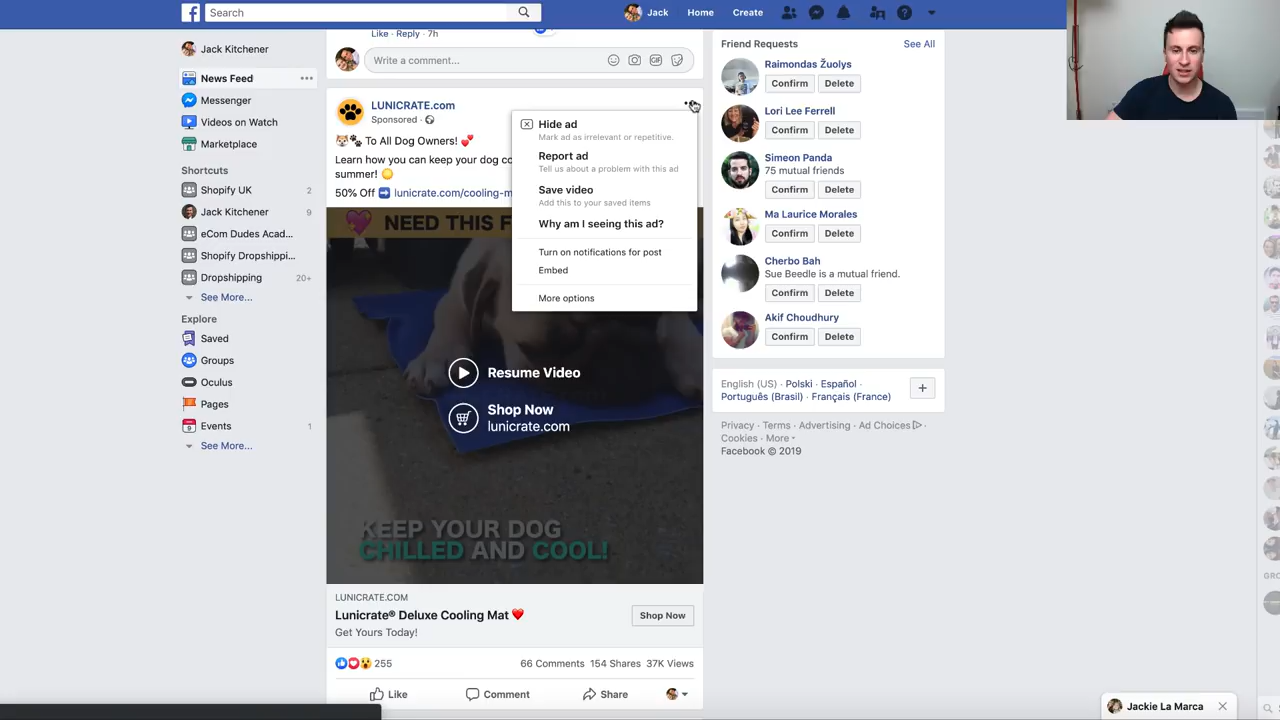 Search
Jack
Home
Create
Jack Kitchener
News Feed
Messenger
Videos on Watch
Marketplace
Shortcuts
Shopify UK 2
Jack Kitchener 9
eCom Dudes Acad...
Shopify Dropshippi...
Dropshipping 20+
See More...
Explore
Saved
Groups
Oculus
Pages
Events 1
See More...
Like · Reply · 7h
Write a comment...
LUNICRATE.com
Sponsored ·
To All Dog Owners!
Learn how you can keep your dog co
summer!
50% Off lunicrate.com/cooling-m
Hide ad
Mark ad as irrelevant or repetitive.
Report ad
Tell us about a problem with this ad
Save video
Add this to your saved items
Why am I seeing this ad?
Turn on notifications for post
Embed
More options
NEED THIS F
Resume Video
Shop Now
lunicrate.com
KEEP YOUR DOG
CHILLED AND COOL!
LUNICRATE.COM
Lunicrate® Deluxe Cooling Mat
Get Yours Today!
Shop Now
255
66 Comments 154 Shares 37K Views
Like
Comment
Share
Friend Requests
See All
Raimondas Žuolys
Confirm Delete
Lori Lee Ferrell
Confirm Delete
Simeon Panda
75 mutual friends
Confirm Delete
Ma Laurice Morales
Confirm Delete
Cherbo Bah
Sue Beedle is a mutual friend.
Confirm Delete
Akif Choudhury
Confirm Delete
English (US) · Polski · Español ·
Português (Brasil) · Français (France)
Privacy · Terms · Advertising · Ad Choices ·
Cookies · More
Facebook © 2019
GRO
Jackie La Marca